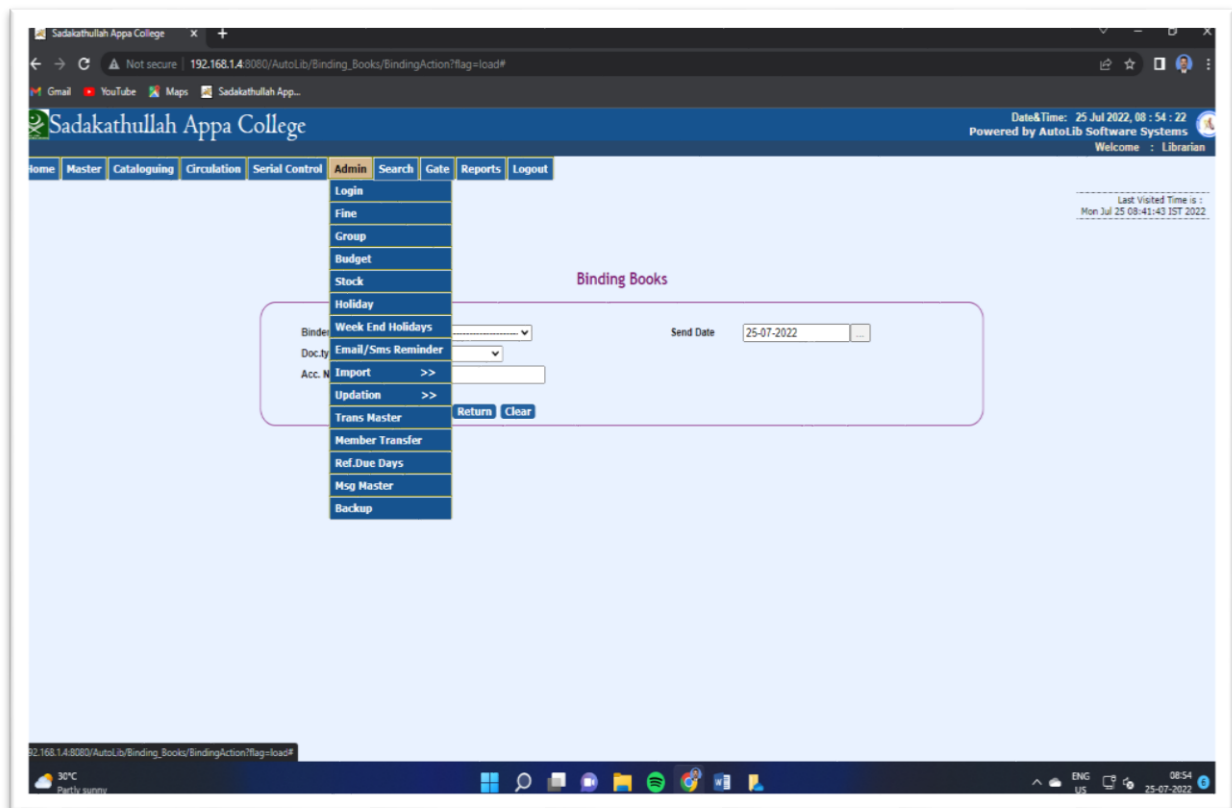 Sadakathullah Appa College X +
Not secure 192.168.1.4:8080/AutoLib/Binding_Books/BindingAction?flag=load#
Gmail YouTube Maps Sadakathullah App...
Sadakathullah Appa College
Date&Time: 25 Jul 2022, 08 : 54 : 22
Powered by AutoLib Software Systems
Welcome : Librarian
Home Master Cataloguing Circulation Serial Control Admin Search Gate Reports Logout
Last Visited Time is :
Mon Jul 25 08:41:43 IST 2022
Login
Fine
Group
Budget
Stock
Holiday
Week End Holidays
Email/Sms Reminder
Import >>
Updation >>
Trans Master
Member Transfer
Ref.Due Days
Msg Master
Backup
Binding Books
Binder
Send Date 25-07-2022 ...
Doc.ty
Acc. N
Return Clear
92.168.1.4:8080/AutoLib/Binding_Books/BindingAction?flag=load#
30°C
Partly sunny
ENG
US
08:54
25-07-2022
6